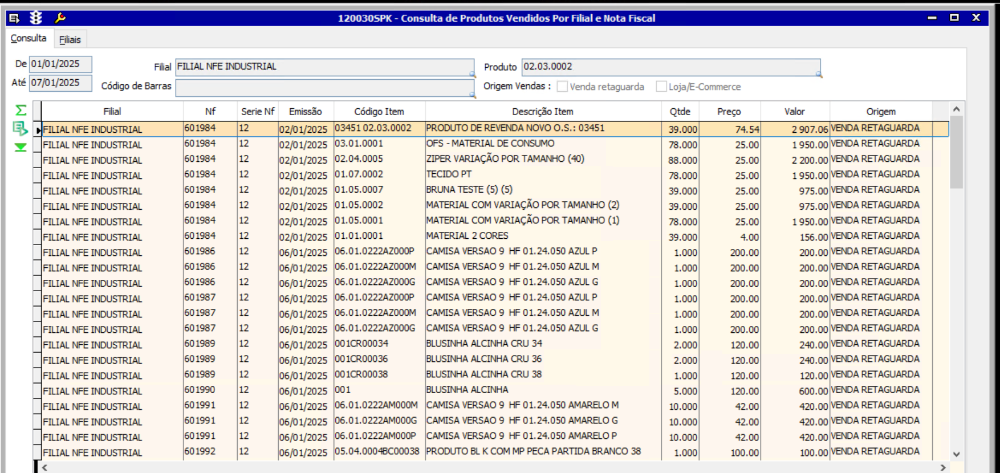 120030SPK - Consulta de Produtos Vendidos Por Filial e Nota Fiscal
Consulta Filiais
De 01/01/2025 Filial FILIAL NFE INDUSTRIAL Produto 02.03.0002
Até 07/01/2025 Código de Barras Origem Vendas : Venda retaguarda Loja/E-Commerce
Filial Nf Serie Nf Emissão Código Item Descrição Item Qtde Preço Valor Origem
FILIAL NFE INDUSTRIAL 601984 12 02/01/2025 03451 02.03.0002 PRODUTO DE REVENDA NOVO O.S.: 03451 39.000 74.54 2 907.06 VENDA RETAGUARDA
FILIAL NFE INDUSTRIAL 601984 12 02/01/2025 03.01.0001 OFS - MATERIAL DE CONSUMO 78.000 25.00 1 950.00 VENDA RETAGUARDA
FILIAL NFE INDUSTRIAL 601984 12 02/01/2025 02.04.0005 ZIPER VARIAÇÃO POR TAMANHO (40) 88.000 25.00 2 200.00 VENDA RETAGUARDA
FILIAL NFE INDUSTRIAL 601984 12 02/01/2025 01.07.0002 TECIDO PT 78.000 25.00 1 950.00 VENDA RETAGUARDA
FILIAL NFE INDUSTRIAL 601984 12 02/01/2025 01.05.0007 BRUNA TESTE (5) (5) 39.000 25.00 975.00 VENDA RETAGUARDA
FILIAL NFE INDUSTRIAL 601984 12 02/01/2025 01.05.0002 MATERIAL COM VARIAÇÃO POR TAMANHO (2) 39.000 25.00 975.00 VENDA RETAGUARDA
FILIAL NFE INDUSTRIAL 601984 12 02/01/2025 01.05.0001 MATERIAL COM VARIAÇÃO POR TAMANHO (1) 78.000 25.00 1 950.00 VENDA RETAGUARDA
FILIAL NFE INDUSTRIAL 601984 12 02/01/2025 01.01.0001 MATERIAL 2 CORES 39.000 4.00 156.00 VENDA RETAGUARDA
FILIAL NFE INDUSTRIAL 601986 12 06/01/2025 06.01.0222AZ000P CAMISA VERSAO 9 HF 01.24.050 AZUL P 1.000 200.00 200.00 VENDA RETAGUARDA
FILIAL NFE INDUSTRIAL 601986 12 06/01/2025 06.01.0222AZ000M CAMISA VERSAO 9 HF 01.24.050 AZUL M 1.000 200.00 200.00 VENDA RETAGUARDA
FILIAL NFE INDUSTRIAL 601986 12 06/01/2025 06.01.0222AZ000G CAMISA VERSAO 9 HF 01.24.050 AZUL G 1.000 200.00 200.00 VENDA RETAGUARDA
FILIAL NFE INDUSTRIAL 601987 12 06/01/2025 06.01.0222AZ000P CAMISA VERSAO 9 HF 01.24.050 AZUL P 1.000 200.00 200.00 VENDA RETAGUARDA
FILIAL NFE INDUSTRIAL 601987 12 06/01/2025 06.01.0222AZ000M CAMISA VERSAO 9 HF 01.24.050 AZUL M 1.000 200.00 200.00 VENDA RETAGUARDA
FILIAL NFE INDUSTRIAL 601987 12 06/01/2025 06.01.0222AZ000G CAMISA VERSAO 9 HF 01.24.050 AZUL G 1.000 200.00 200.00 VENDA RETAGUARDA
FILIAL NFE INDUSTRIAL 601989 12 06/01/2025 001CR00034 BLUSINHA ALCINHA CRU 34 2.000 120.00 240.00 VENDA RETAGUARDA
FILIAL NFE INDUSTRIAL 601989 12 06/01/2025 001CR00036 BLUSINHA ALCINHA CRU 36 2.000 120.00 240.00 VENDA RETAGUARDA
FILIAL NFE INDUSTRIAL 601989 12 06/01/2025 001CR00038 BLUSINHA ALCINHA CRU 38 1.000 120.00 120.00 VENDA RETAGUARDA
FILIAL NFE INDUSTRIAL 601990 12 06/01/2025 001 BLUSINHA ALCINHA 5.000 120.00 600.00 VENDA RETAGUARDA
FILIAL NFE INDUSTRIAL 601991 12 06/01/2025 06.01.0222AM000M CAMISA VERSAO 9 HF 01.24.050 AMARELO M 10.000 42.00 420.00 VENDA RETAGUARDA
FILIAL NFE INDUSTRIAL 601991 12 06/01/2025 06.01.0222AM000G CAMISA VERSAO 9 HF 01.24.050 AMARELO G 10.000 42.00 420.00 VENDA RETAGUARDA
FILIAL NFE INDUSTRIAL 601991 12 06/01/2025 06.01.0222AM000P CAMISA VERSAO 9 HF 01.24.050 AMARELO P 10.000 42.00 420.00 VENDA RETAGUARDA
FILIAL NFE INDUSTRIAL 601992 12 06/01/2025 05.04.0004BC00038 PRODUTO BL K COM MP PECA PARTIDA BRANCO 38 1.000 100.00 100.00 VENDA RETAGUARDA